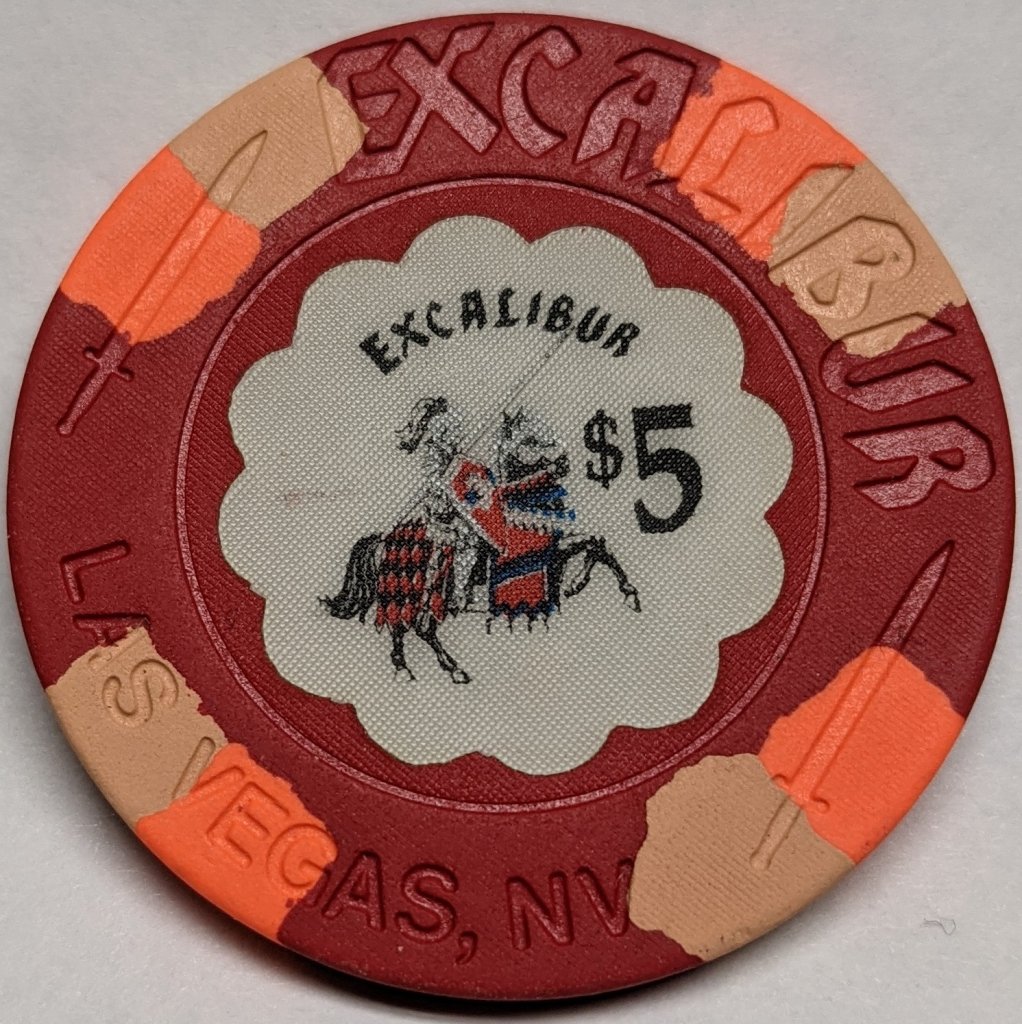 EXCALIBUR
EXCALIBUR
$5
LAS VEGAS, NV